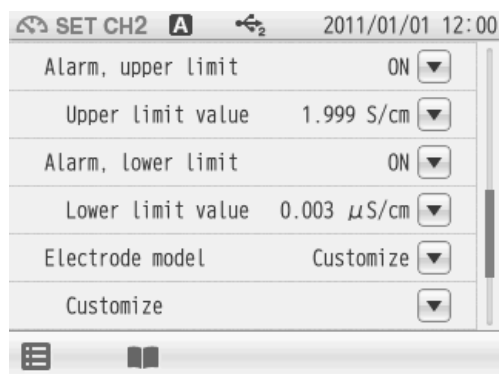 SET CH2 A 2 2011/01/01 12:00
Alarm, upper limit ON
Upper limit value 1.999 S/cm
Alarm, lower limit ON
Lower limit value 0.003 μS/cm
Electrode model Customize
Customize